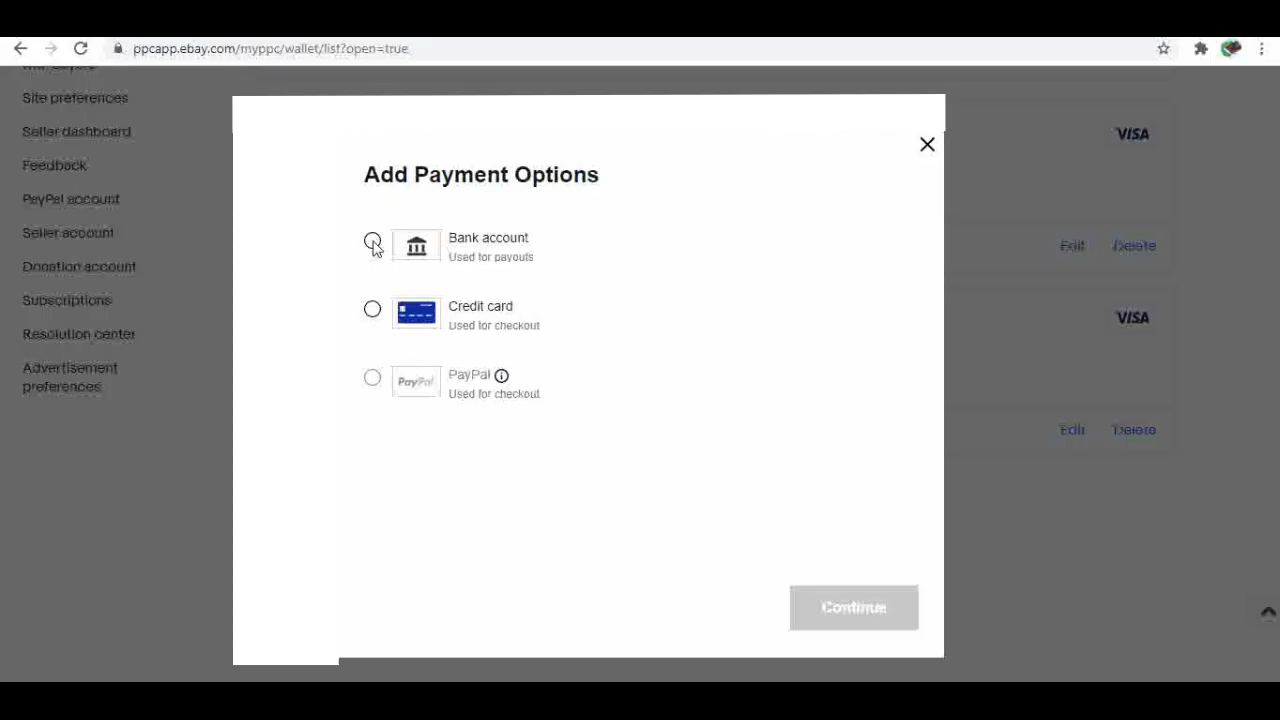 ppcapp.ebay.com/myppc/wallet/list?open=true
Site preferences
Seller dashboard
Feedback
PayPal account
Seller account
Donation account
Subscriptions
Resolution center
Advertisement
preferences
Add Payment Options
Bank account
Used for payouts
Credit card
Used for checkout
PayPal
PayPal
Used for checkout
Continue
VISA
Edit Delete
VISA
Edit Delete